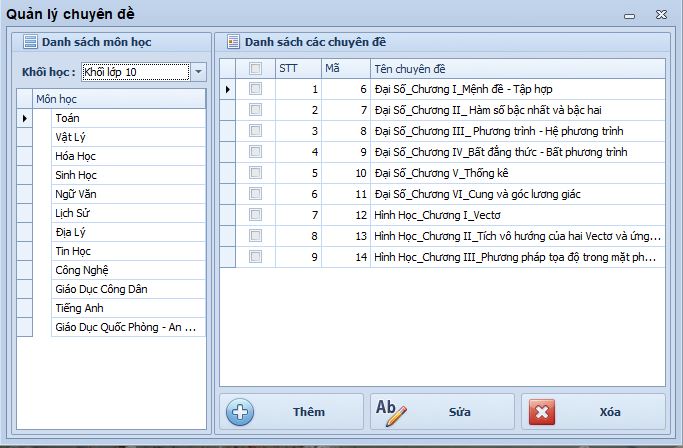 Quản lý chuyên đề
Danh sách môn học
Khối học :
Khối lớp 10
Môn học
Toán
Vật Lý
Hóa Học
Sinh Học
Ngữ Văn
Lịch Sử
Địa Lý
Tin Học
Công Nghệ
Giáo Dục Công Dân
Tiếng Anh
Giáo Dục Quốc Phòng - An ...
Danh sách các chuyên đề
STT Mã Tên chuyên đề
1 6 Đại Số_Chương I_Mệnh đề - Tập hợp
2 7 Đại Số_Chương II_ Hàm số bậc nhất và bậc hai
3 8 Đại Số_Chương III_ Phương trình - Hệ phương trình
4 9 Đại Số_Chương IV_Bất đẳng thức - Bất phương trình
5 10 Đại Số_Chương V_Thống kê
6 11 Đại Số_Chương VI_Cung và góc lương giác
7 12 Hình Học_Chương I_Vectơ
8 13 Hình Học_Chương II_Tích vô hướng của hai Vectơ và ứng...
9 14 Hình Học_Chương III_Phương pháp tọa độ trong mặt ph...
Thêm
Ab
Sửa
Xóa